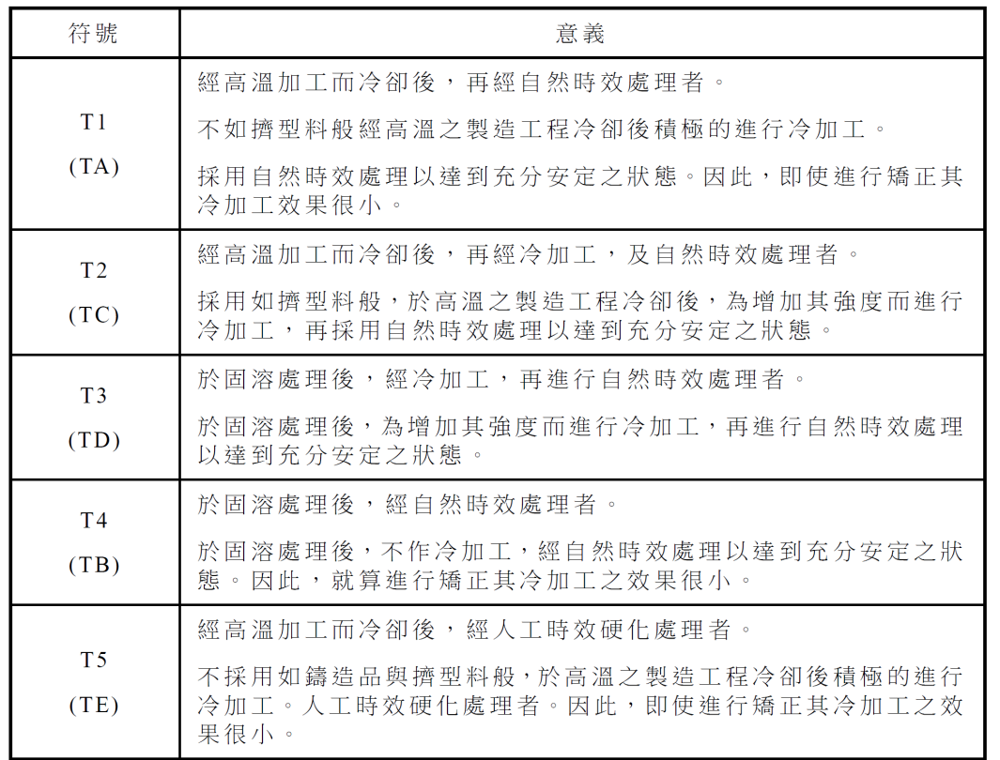 符號
意義
T1
(TA)
經高溫加工而冷卻後，再經自然時效處理者。
不如擠型料般經高溫之製造工程冷卻後積極的進行冷加工。
採用自然時效處理以達到充分安定之狀態。因此，即使進行矯正其
冷加工效果很小。
T2
(TC)
經高溫加工而冷卻後，再經冷加工，及自然時效處理者。
採用如擠型料般，於高溫之製造工程冷卻後，為增加其強度而進行
冷加工，再採用自然時效處理以達到充分安定之狀態。
T3
(TD)
於固溶處理後，經冷加工，再進行自然時效處理者。
於固溶處理後，為增加其強度而進行冷加工，再進行自然時效處理
以達到充分安定之狀態。
T4
(TB)
於固溶處理後，經自然時效處理者。
於固溶處理後，不作冷加工，經自然時效處理以達到充分安定之狀
態。因此，就算進行矯正其冷加工之效果很小。
T5
(TE)
經高溫加工而冷卻後，經人工時效硬化處理者。
不採用如鑄造品與擠型料般，於高溫之製造工程冷卻後積極的進行
冷加工。人工時效硬化處理者。因此，即使進行矯正其冷加工之效
果很小。